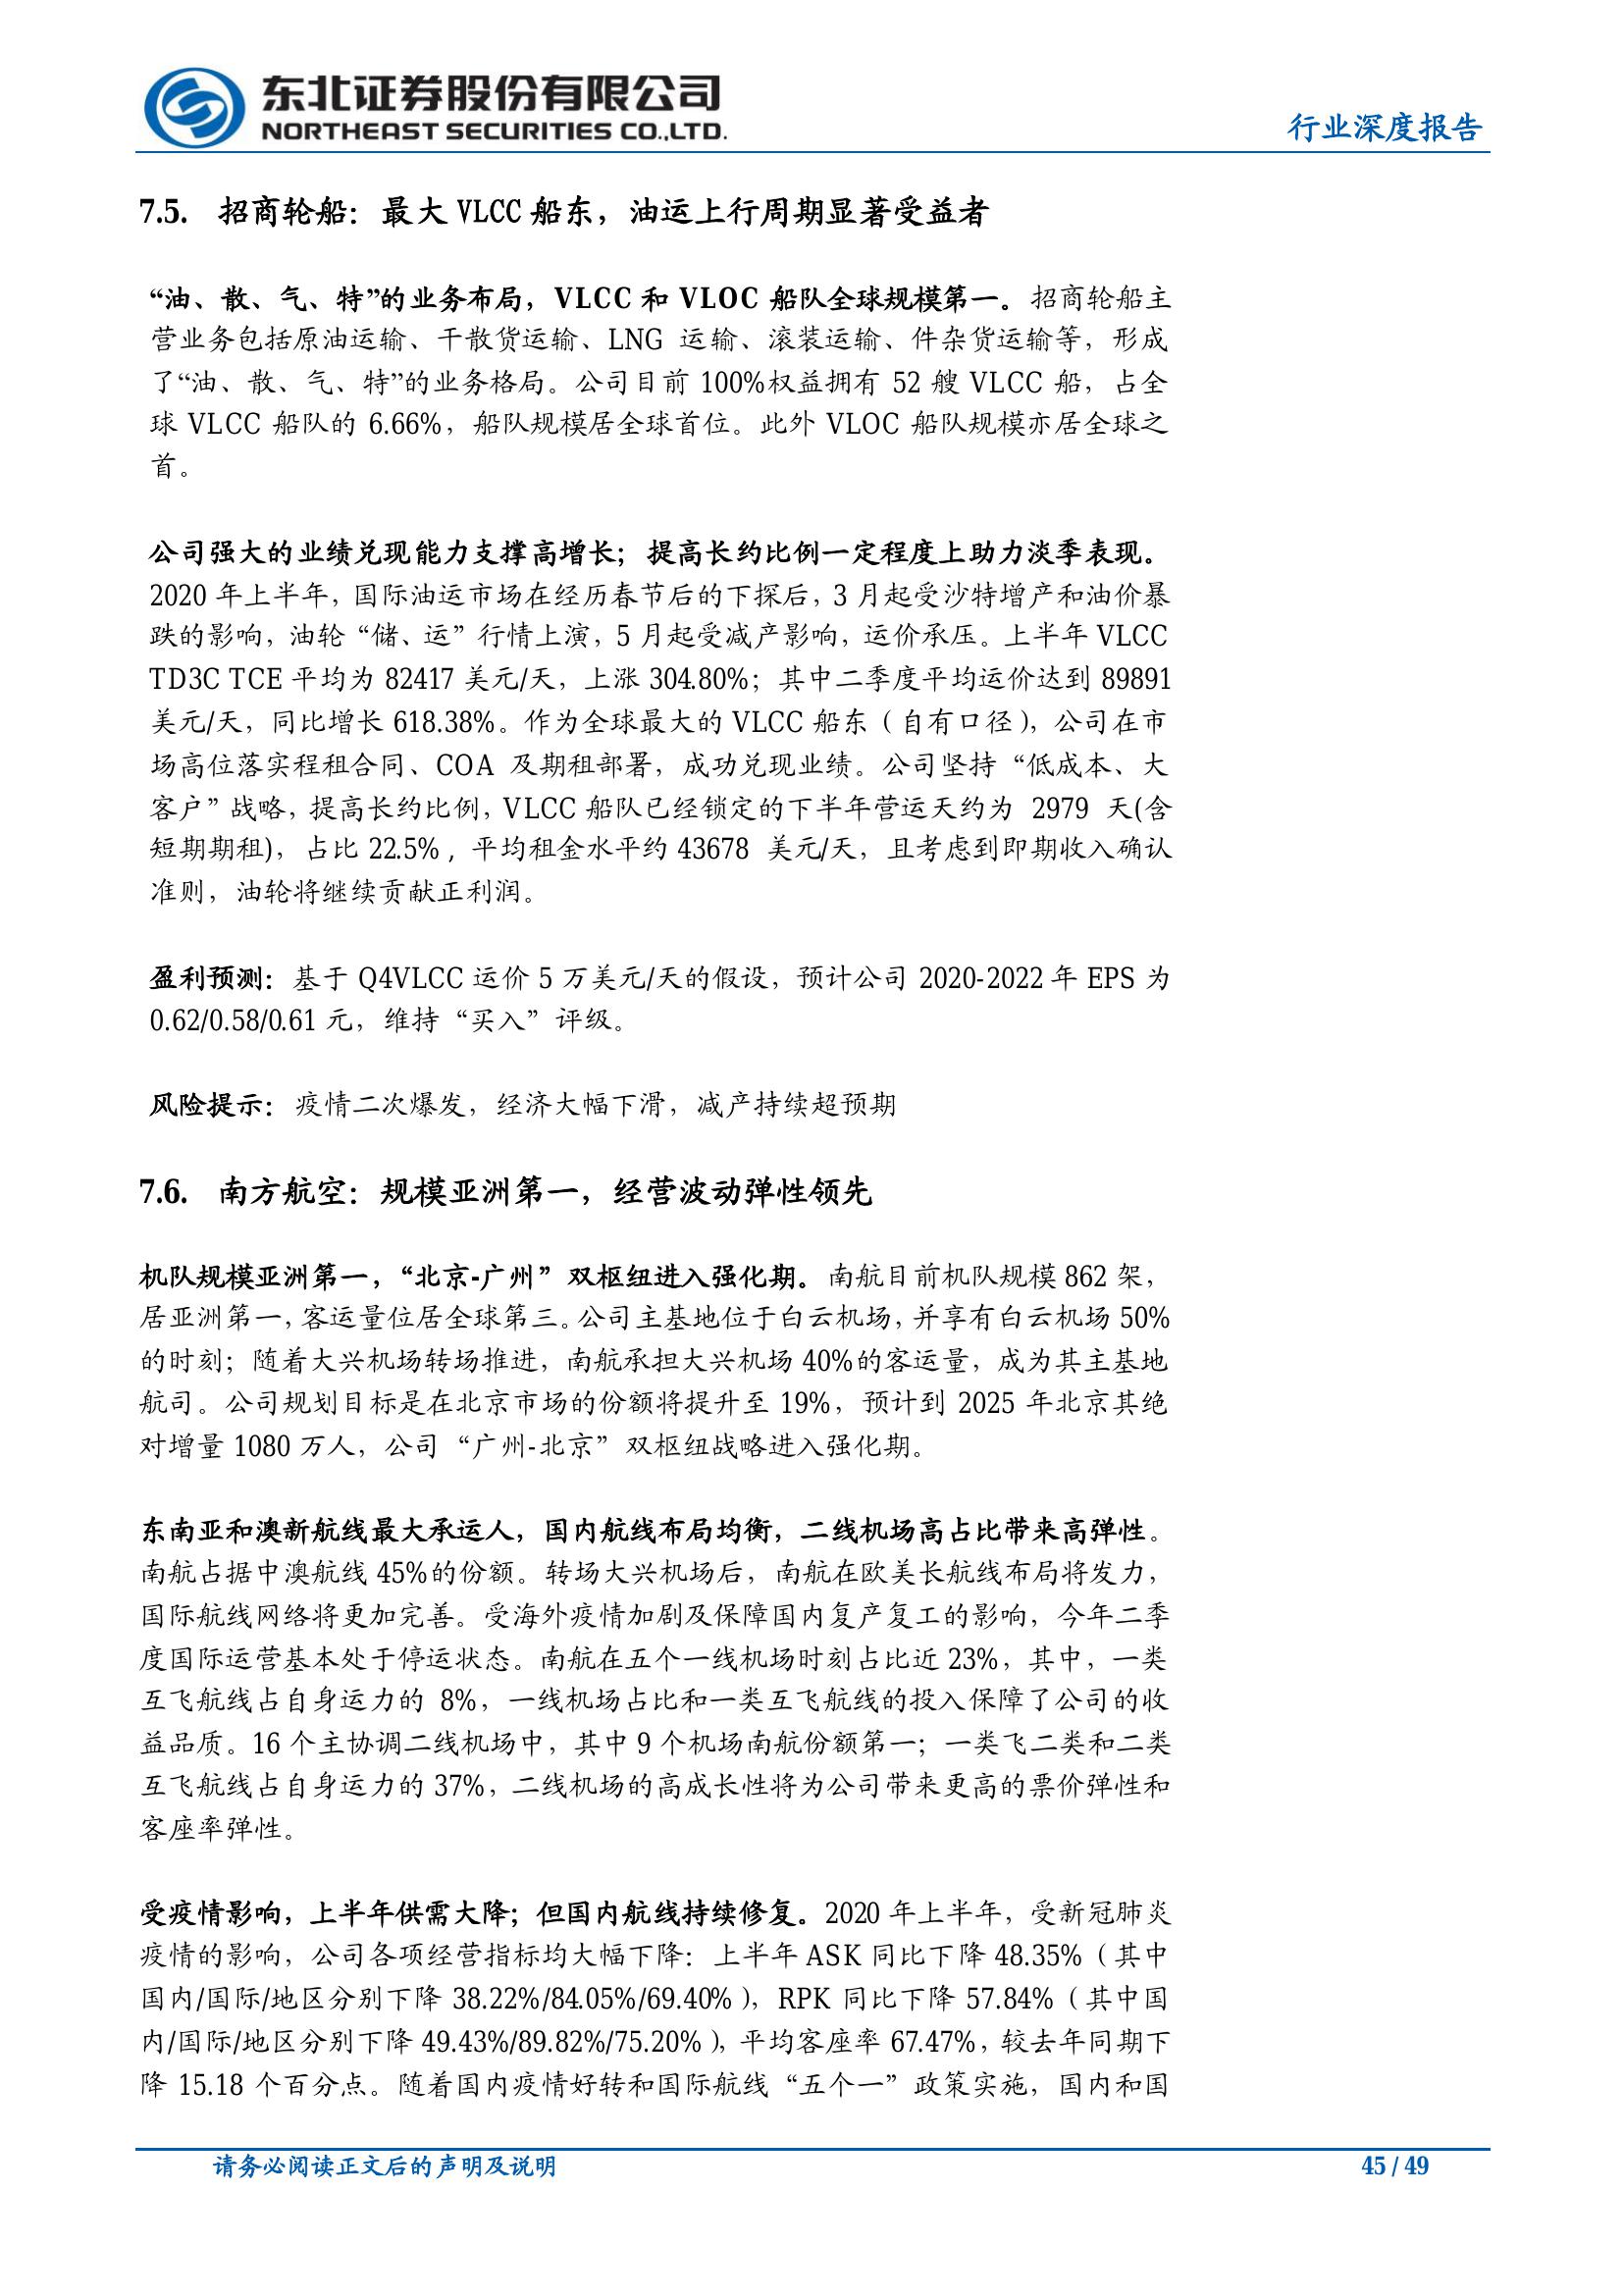 东北证券股份有限公司
NORTHEAST SECURITIES CO.,LTD.
行业深度报告
7.5. 招商轮船：最大 VLCC 船东，油运上行周期显著受益者
“油、散、气、特”的业务布局，VLCC 和 VLOC 船队全球规模第一。招商轮船主
营业务包括原油运输、干散货运输、LNG 运输、滚装运输、件杂货运输等，形成
了“油、散、气、特”的业务格局。公司目前 100%权益拥有 52 艘 VLCC 船，占全
球 VLCC 船队的 6.66%，船队规模居全球首位。此外 VLOC 船队规模亦居全球之
首。
公司强大的业绩兑现能力支撑高增长；提高长约比例一定程度上助力淡季表现。
2020 年上半年，国际油运市场在经历春节后的下探后，3 月起受沙特增产和油价暴
跌的影响，油轮“储、运”行情上演，5 月起受减产影响，运价承压。上半年 VLCC
TD3C TCE 平均为 82417 美元/天，上涨 304.80%；其中二季度平均运价达到 89891
美元/天，同比增长 618.38%。作为全球最大的 VLCC 船东（自有口径），公司在市
场高位落实程租合同、COA 及期租部署，成功兑现业绩。公司坚持“低成本、大
客户”战略，提高长约比例，VLCC 船队已经锁定的下半年营运天约为 2979 天(含
短期期租)，占比 22.5%，平均租金水平约 43678 美元/天，且考虑到即期收入确认
准则，油轮将继续贡献正利润。
盈利预测：基于 Q4VLCC 运价 5 万美元/天的假设，预计公司 2020-2022 年 EPS 为
0.62/0.58/0.61 元，维持“买入”评级。
风险提示：疫情二次爆发，经济大幅下滑，减产持续超预期
7.6. 南方航空：规模亚洲第一，经营波动弹性领先
机队规模亚洲第一，“北京-广州”双枢纽进入强化期。南航目前机队规模 862 架，
居亚洲第一，客运量位居全球第三。公司主基地位于白云机场，并享有白云机场 50%
的时刻；随着大兴机场转场推进，南航承担大兴机场 40%的客运量，成为其主基地
航司。公司规划目标是在北京市场的份额将提升至 19%，预计到 2025 年北京其绝
对增量 1080 万人，公司“广州-北京”双枢纽战略进入强化期。
东南亚和澳新航线最大承运人，国内航线布局均衡，二线机场高占比带来高弹性。
南航占据中澳航线 45%的份额。转场大兴机场后，南航在欧美长航线布局将发力，
国际航线网络将更加完善。受海外疫情加剧及保障国内复产复工的影响，今年二季
度国际运营基本处于停运状态。南航在五个一线机场时刻占比近 23%，其中，一类
互飞航线占自身运力的 8%，一线机场占比和一类互飞航线的投入保障了公司的收
益品质。16 个主协调二线机场中，其中 9 个机场南航份额第一；一类飞二类和二类
互飞航线占自身运力的 37%，二线机场的高成长性将为公司带来更高的票价弹性和
客座率弹性。
受疫情影响，上半年供需大降；但国内航线持续修复。2020 年上半年，受新冠肺炎
疫情的影响，公司各项经营指标均大幅下降：上半年 ASK 同比下降 48.35%（其中
国内/国际/地区分别下降 38.22%/84.05%/69.40%），RPK 同比下降 57.84%（其中国
内/国际/地区分别下降 49.43%/89.82%/75.20%），平均客座率 67.47%，较去年同期下
降 15.18 个百分点。随着国内疫情好转和国际航线“五个一”政策实施，国内和国
请务必阅读正文后的声明及说明
45 / 49